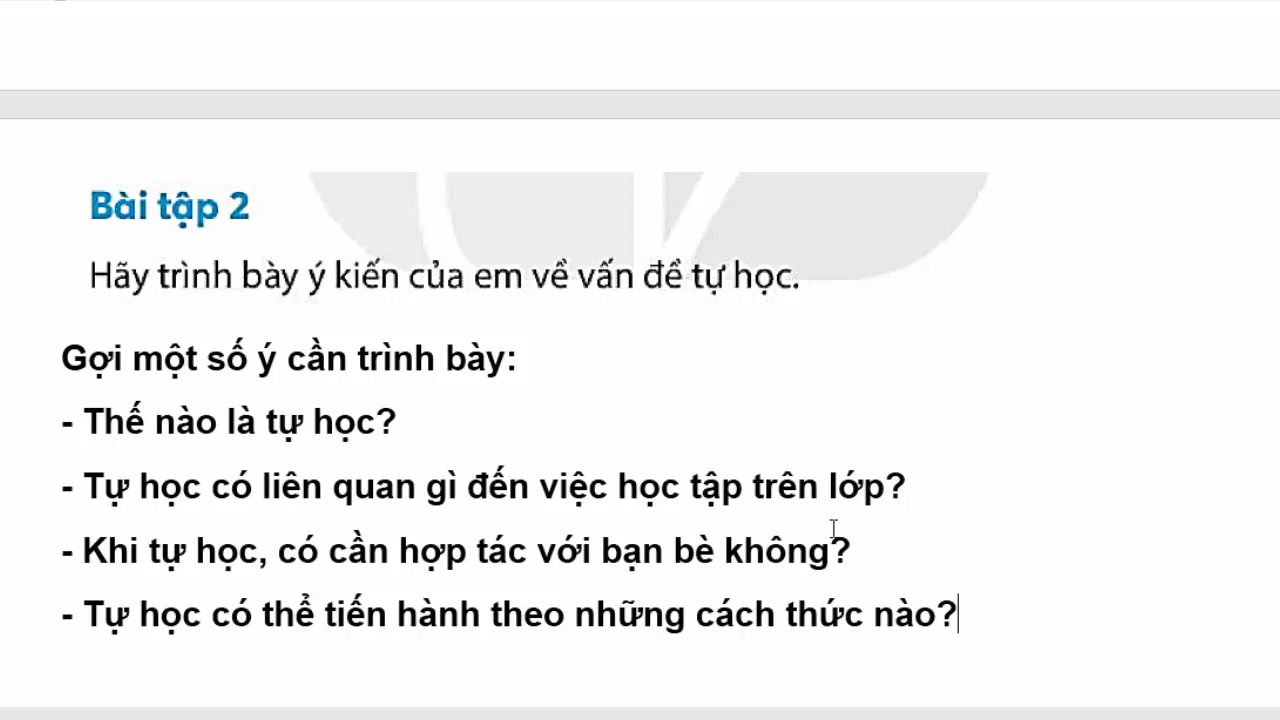 Bài tập 2
Hãy trình bày ý kiến của em về vấn đề tự học.
Gợi một số ý cần trình bày:
- Thế nào là tự học?
- Tự học có liên quan gì đến việc học tập trên lớp?
- Khi tự học, có cần hợp tác với bạn bè không?
- Tự học có thể tiến hành theo những cách thức nào?